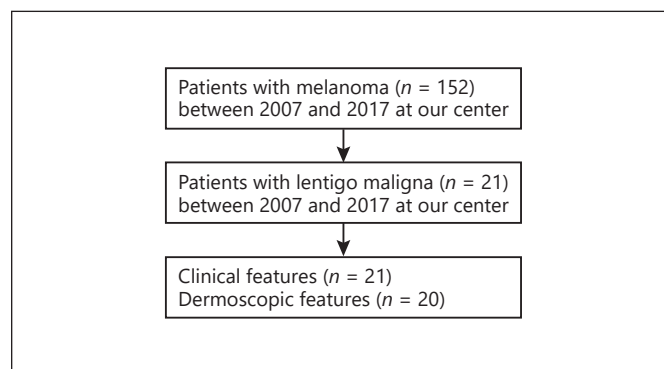 Patients with melanoma (n = 152)
between 2007 and 2017 at our center
Patients with lentigo maligna (n = 21)
between 2007 and 2017 at our center
Clinical features (n = 21)
Dermoscopic features (n = 20)